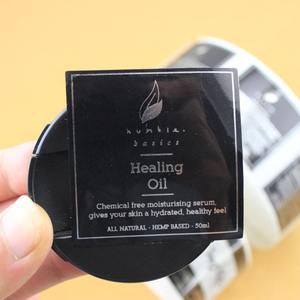 humble.
basics
Healing
Oil
Chemical free moisturising serum,
gives your skin a hydrated, healthy feel
ALL NATURAL - HEMP BASED - 50ml